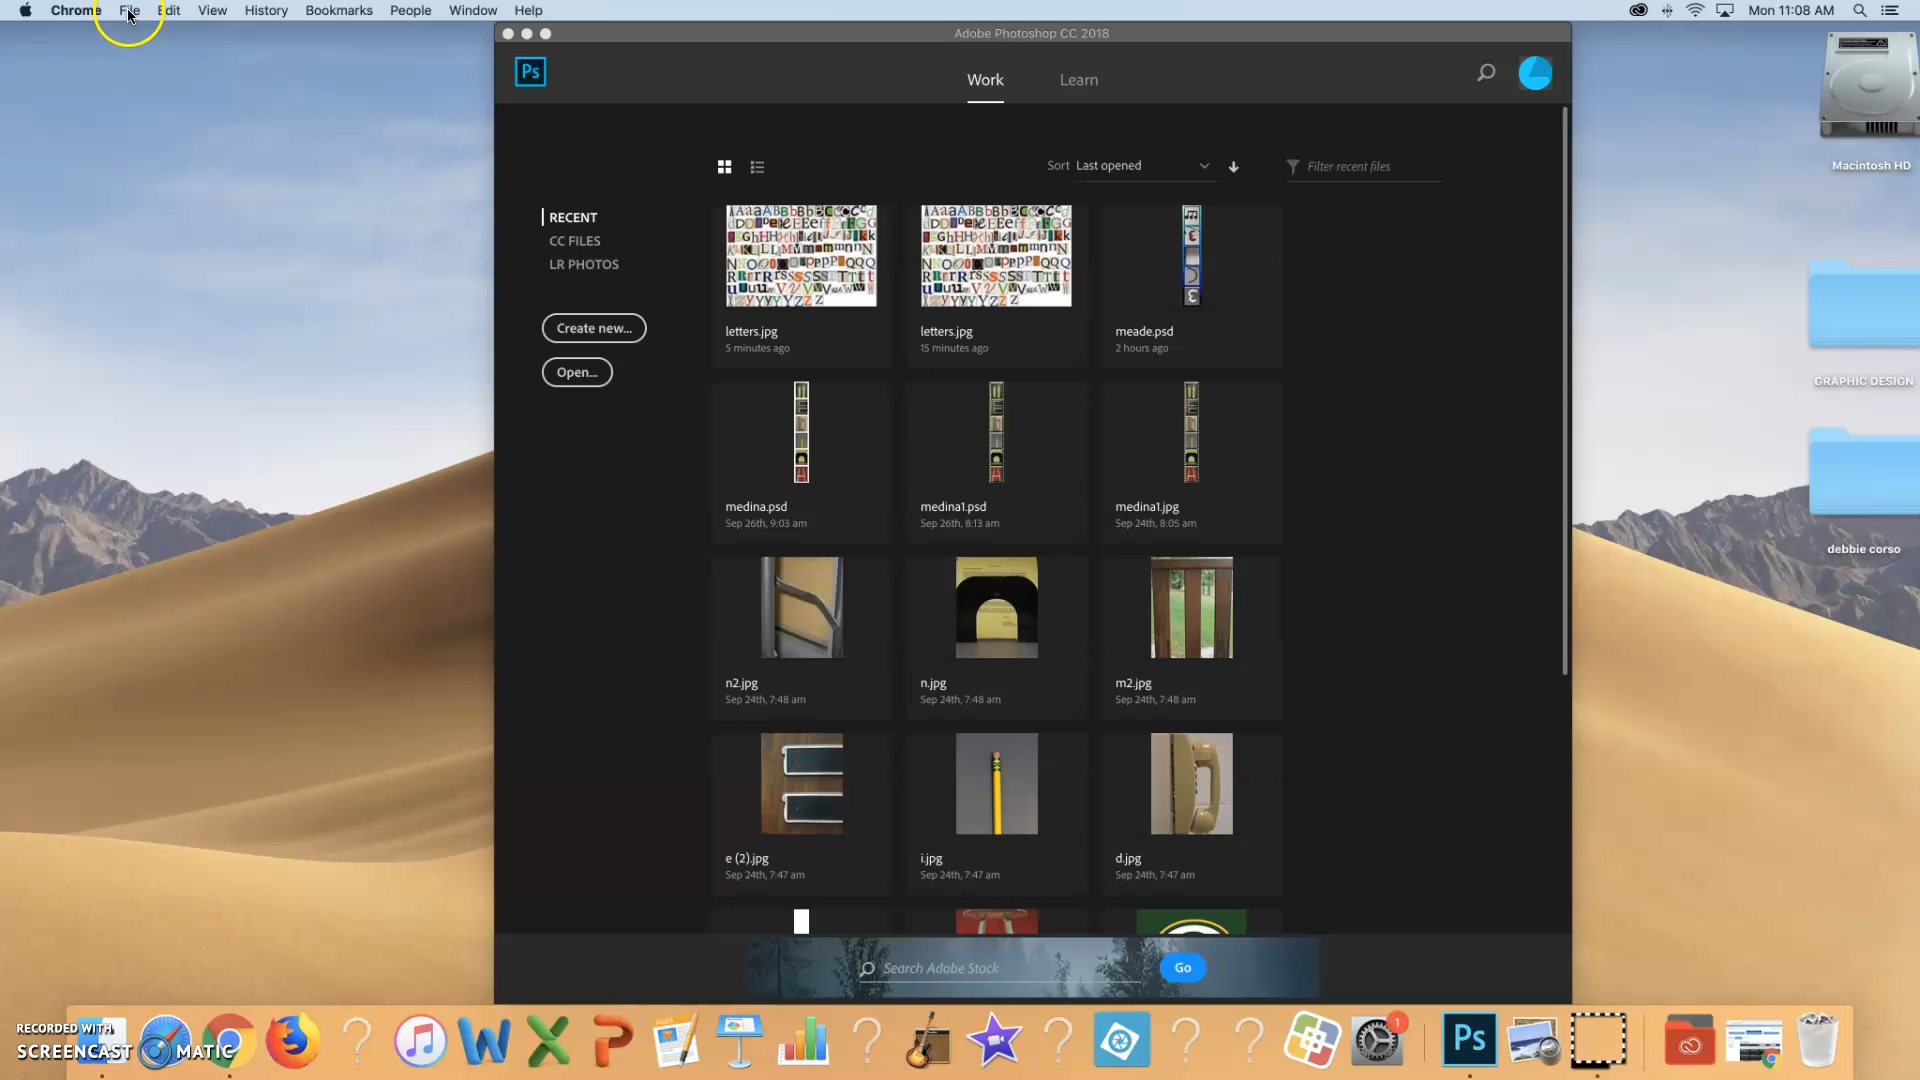 Chrome File Edit View History Bookmarks People Window Help
Mon 11:08 AM
Adobe Photoshop CC 2018
Ps
Work Learn
Macintosh HD
Sort Last opened
Filter recent files
RECENT
CC FILES
LR PHOTOS
Create new...
Open...
letters.jpg
5 minutes ago
letters.jpg
15 minutes ago
meade.psd
2 hours ago
GRAPHIC DESIGN
medina.psd
Sep 26th, 9:03 am
medina1.psd
Sep 26th, 8:13 am
medina1.jpg
Sep 24th, 8:05 am
debbie corso
n2.jpg
Sep 24th, 7:48 am
n.jpg
Sep 24th, 7:48 am
m2.jpg
Sep 24th, 7:48 am
e (2).jpg
Sep 24th, 7:47 am
i.jpg
Sep 24th, 7:47 am
d.jpg
Sep 24th, 7:47 am
Search Adobe Stock
Go
RECORDED WITH
SCREENCAST MATIC
1
Ps